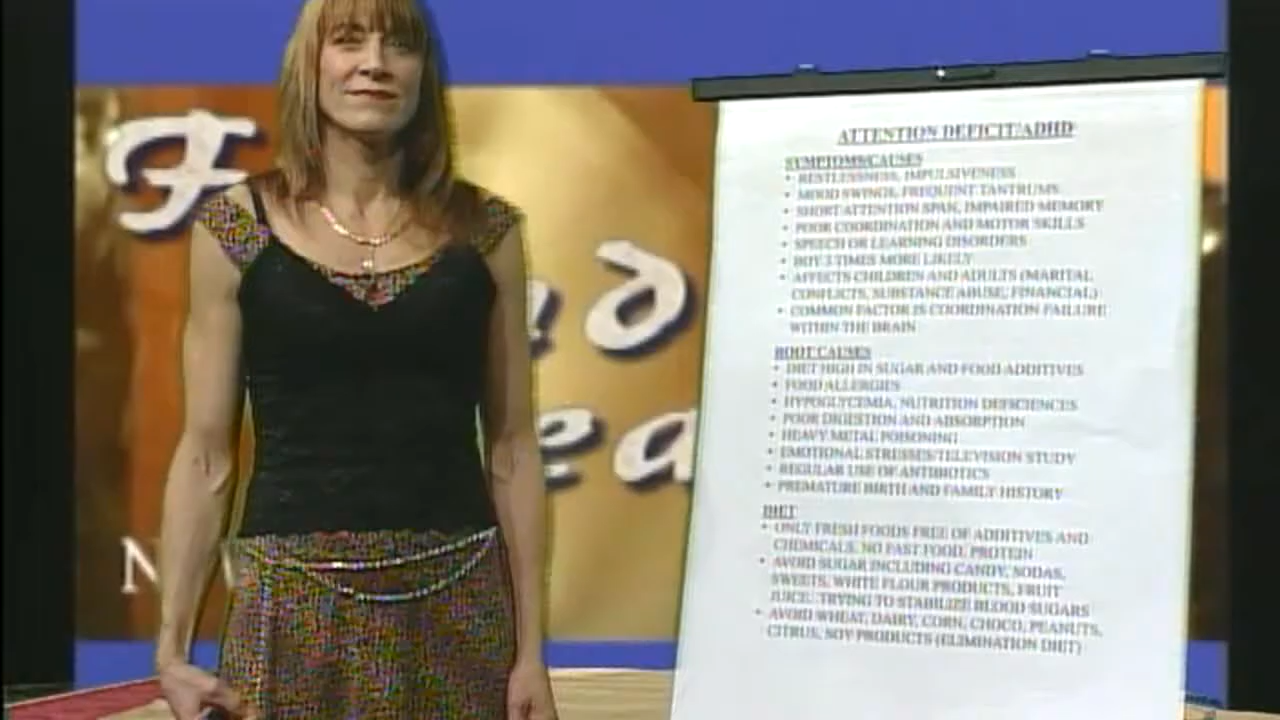 F
ATTENTION DEFICIT/ADHD
SYMPTOMS/CAUSES
• RESTLESSNESS, IMPULSIVENESS
• MOOD SWINGS, FREQUENT TANTRUMS
• SHORT ATTENTION SPAN, IMPAIRED MEMORY
• POOR COORDINATION AND MOTOR SKILLS
• SPEECH OR LEARNING DISORDERS
• BOY 3 TIMES MORE LIKELY
• AFFECTS CHILDREN AND ADULTS (MARITAL
CONFLICTS, SUBSTANCE ABUSE, FINANCIAL)
• COMMON FACTOR IS COORDINATION FAILURE
WITHIN THE BRAIN
ROOT CAUSES
• DIET HIGH IN SUGAR AND FOOD ADDITIVES
• FOOD ALLERGIES
• HYPOGLYCEMIA, NUTRITION DEFICIENCES
• POOR DIGESTION AND ABSORPTION
• HEAVY METAL POISONING
• EMOTIONAL STRESSES/TELEVISION STUDY
• REGULAR USE OF ANTIBIOTICS
• PREMATURE BIRTH AND FAMILY HISTORY
DIET
• ONLY FRESH FOODS FREE OF ADDITIVES AND
CHEMICALS, NO FAST FOOD, PROTEIN
• AVOID SUGAR INCLUDING CANDY, SODAS,
SWEETS, WHITE FLOUR PRODUCTS, FRUIT
JUICE...TRYING TO STABILIZE BLOOD SUGARS
• AVOID WHEAT, DAIRY, CORN, CHOCO, PEANUTS,
CITRUS, SOY PRODUCTS (ELIMINATION DIET)
d
ea
N